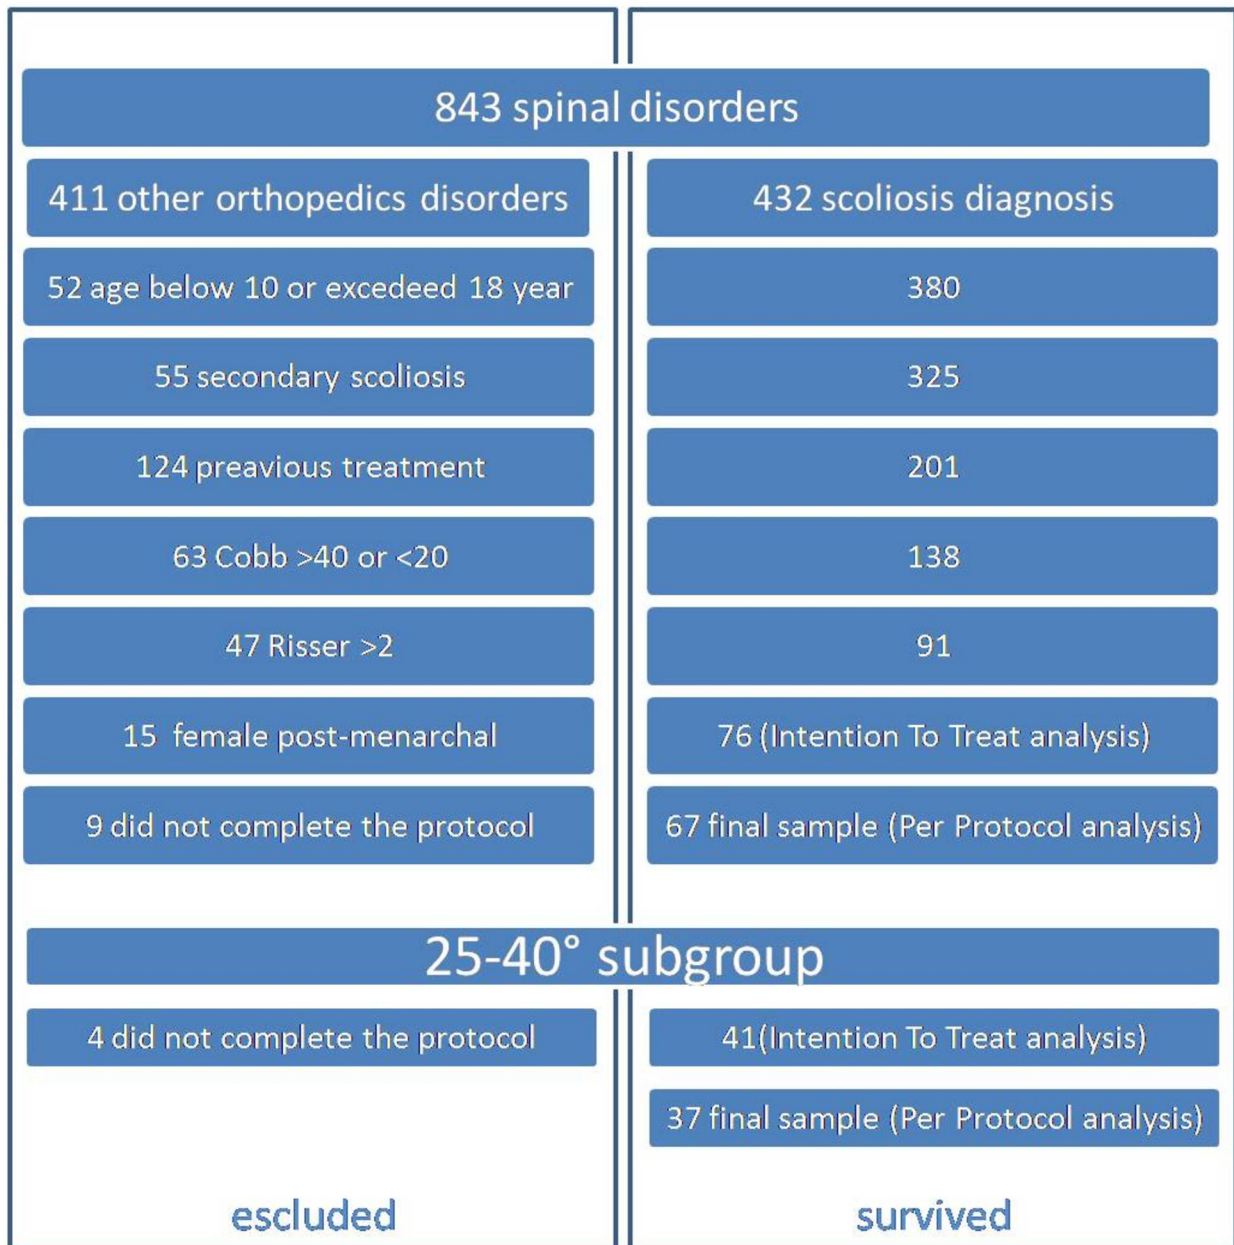 843 spinal disorders
411 other orthopedics disorders
432 scoliosis diagnosis
52 age below 10 or excedeed 18 year
380
55 secondary scoliosis
325
124 preavious treatment
201
63 Cobb >40 or <20
138
47 Risser >2
91
15 female post-menarchal
76 (Intention To Treat analysis)
9 did not complete the protocol
67 final sample (Per Protocol analysis)
25-40° subgroup
4 did not complete the protocol
41(Intention To Treat analysis)
37 final sample (Per Protocol analysis)
escluded
survived